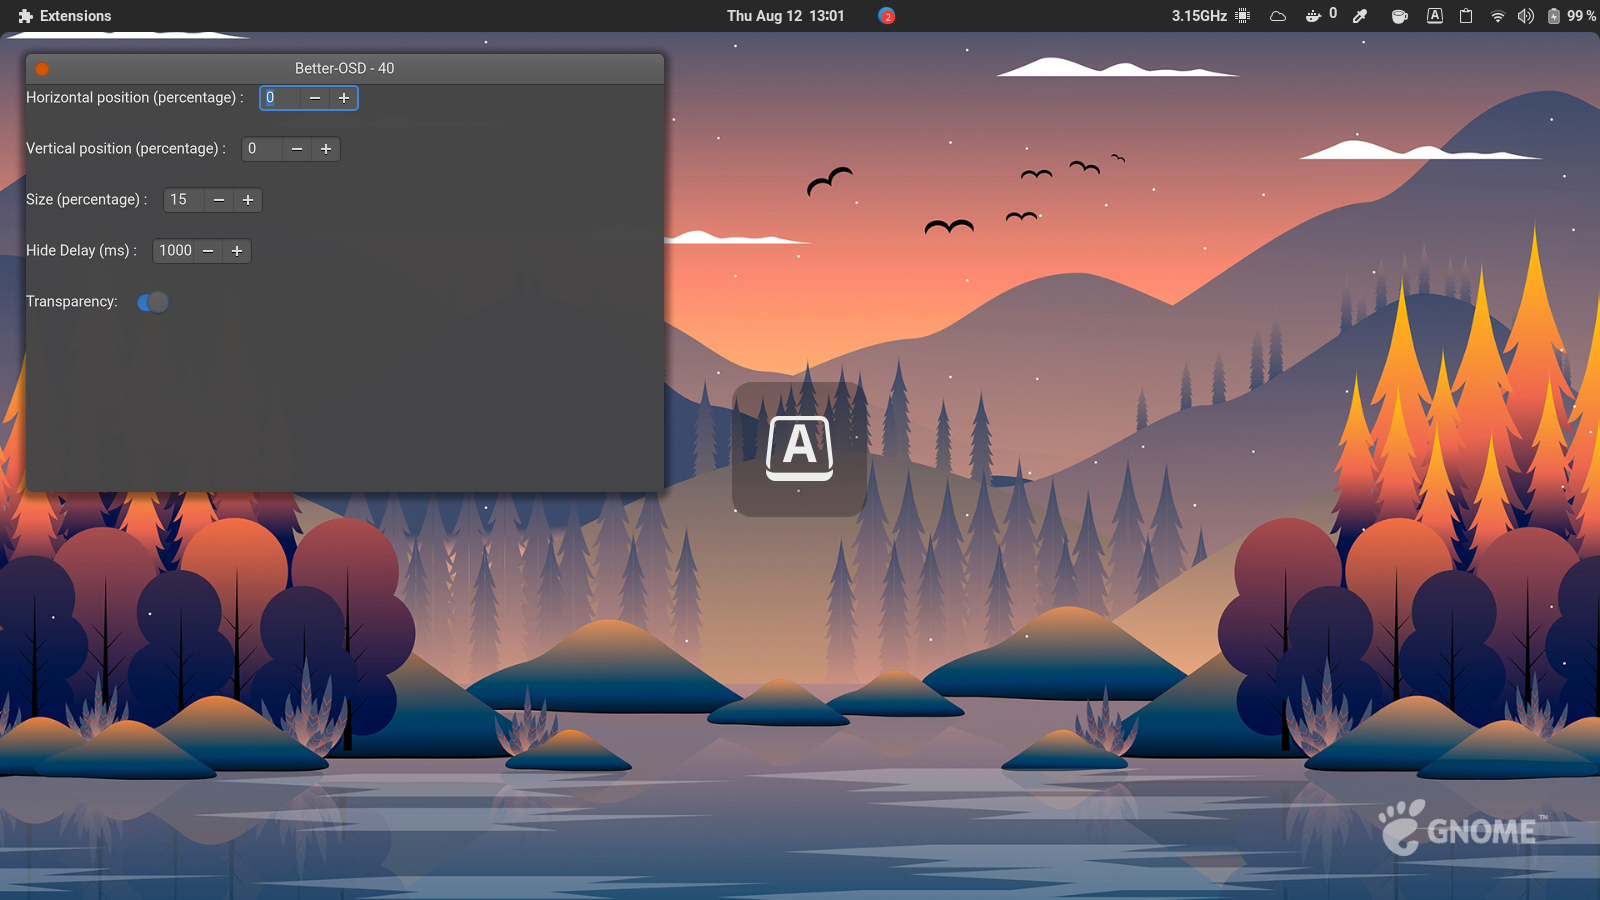 Extensions
Thu Aug 12 13:01
2
3.15GHz
0
A
99 %
Better-OSD - 40
Horizontal position (percentage) : 0 − +
Vertical position (percentage) : 0 − +
Size (percentage) : 15 − +
Hide Delay (ms) : 1000 − +
Transparency:
A
GNOME™